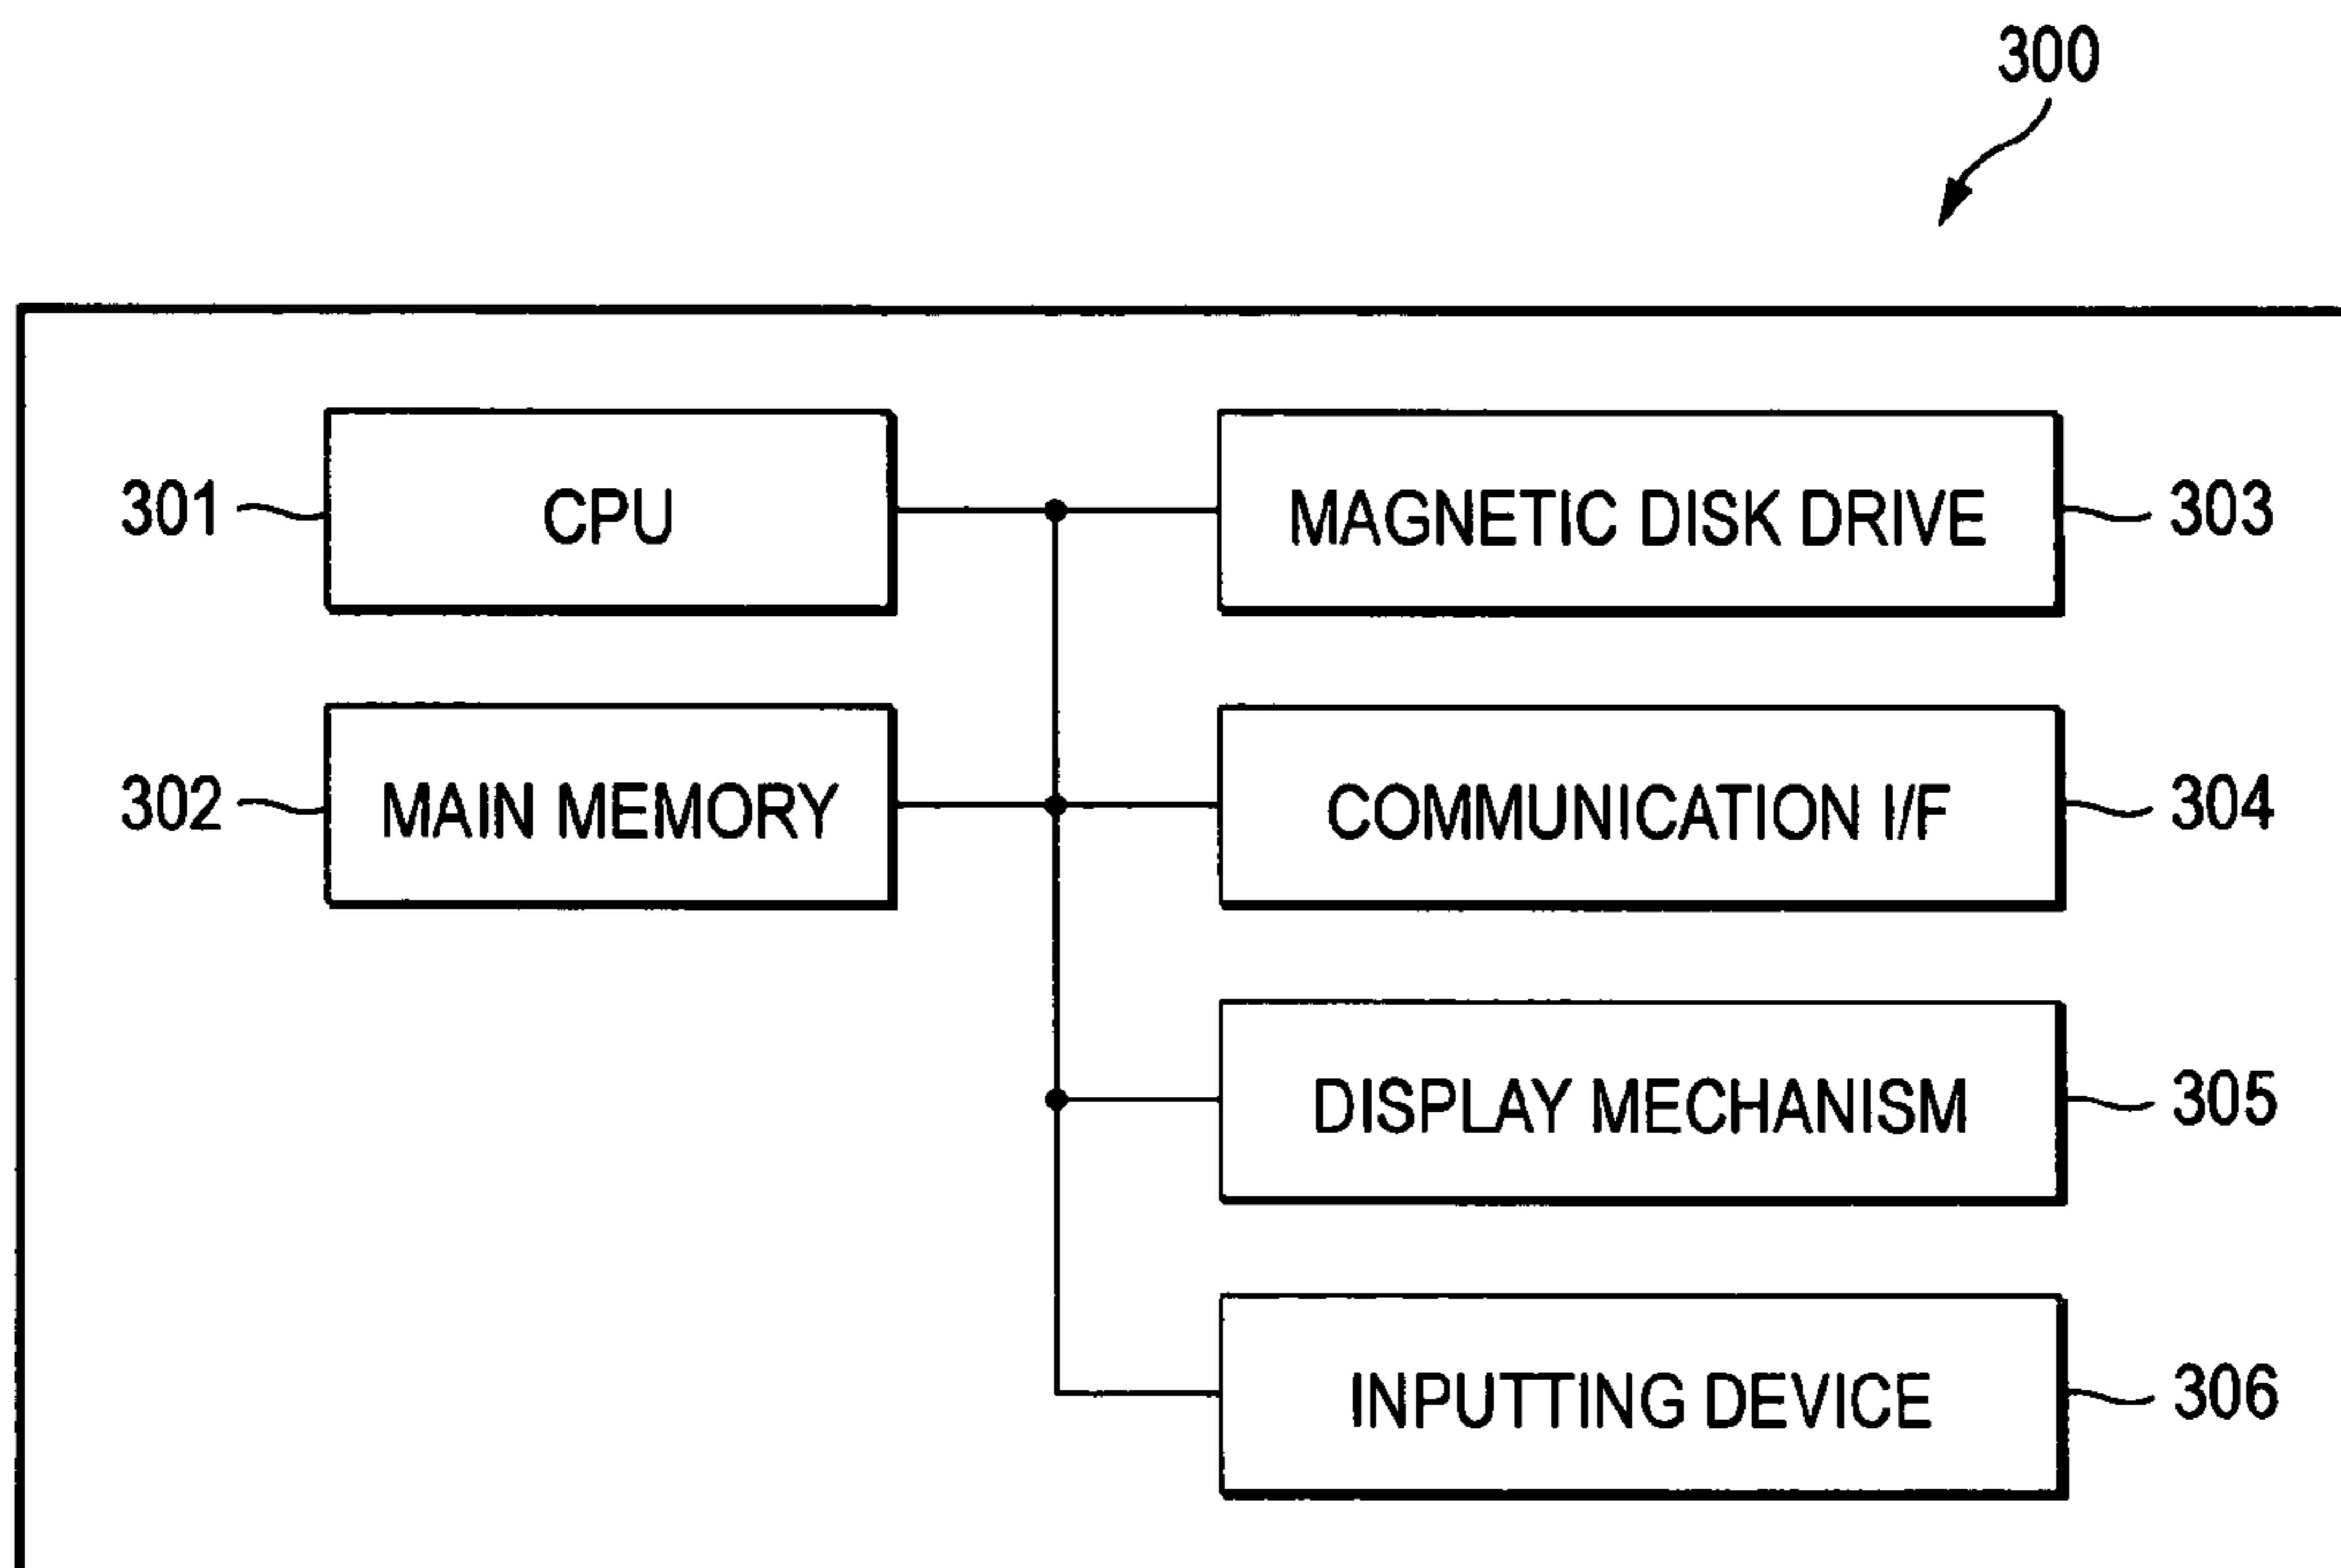 300
301 CPU MAGNETIC DISK DRIVE 303
302 MAIN MEMORY COMMUNICATION I/F 304
DISPLAY MECHANISM 305
INPUTTING DEVICE 306